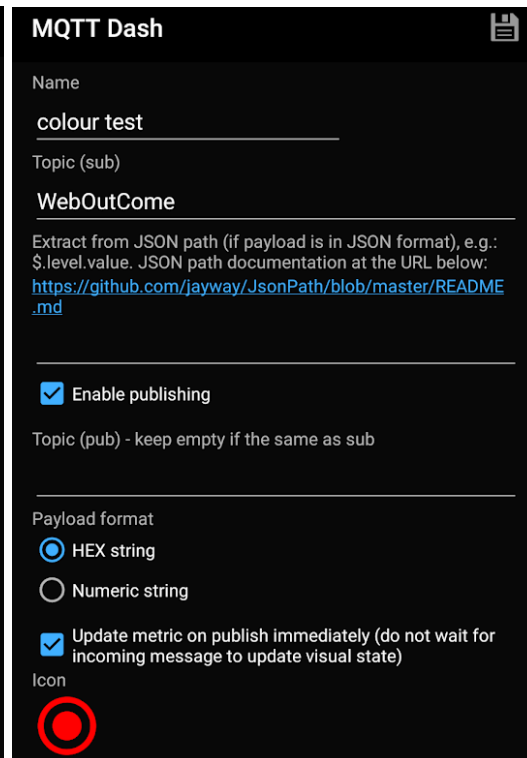 MQTT Dash
Name
colour test
Topic (sub)
WebOutCome
Extract from JSON path (if payload is in JSON format), e.g.:
$.level.value. JSON path documentation at the URL below:
https://github.com/jayway/JsonPath/blob/master/README
.md
Enable publishing
Topic (pub) - keep empty if the same as sub
Payload format
HEX string
Numeric string
Update metric on publish immediately (do not wait for
incoming message to update visual state)
Icon